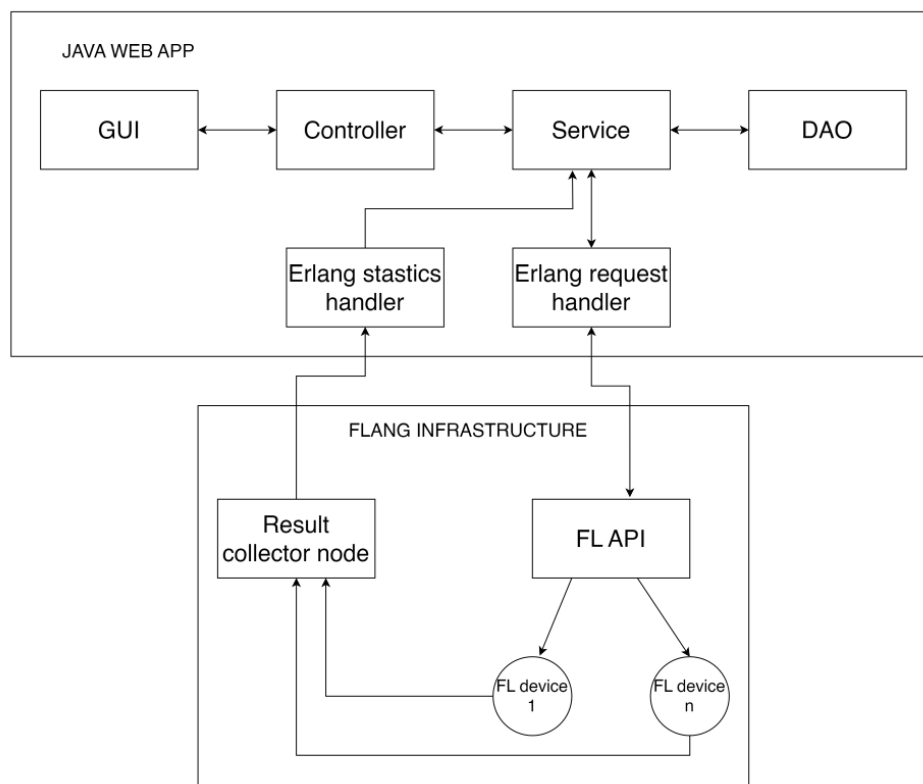 JAVA WEB APP
GUI
Controller
Service
DAO
Erlang stastics
handler
Erlang request
handler
FLANG INFRASTRUCTURE
Result
collector node
FL API
FL device
1
FL device
n